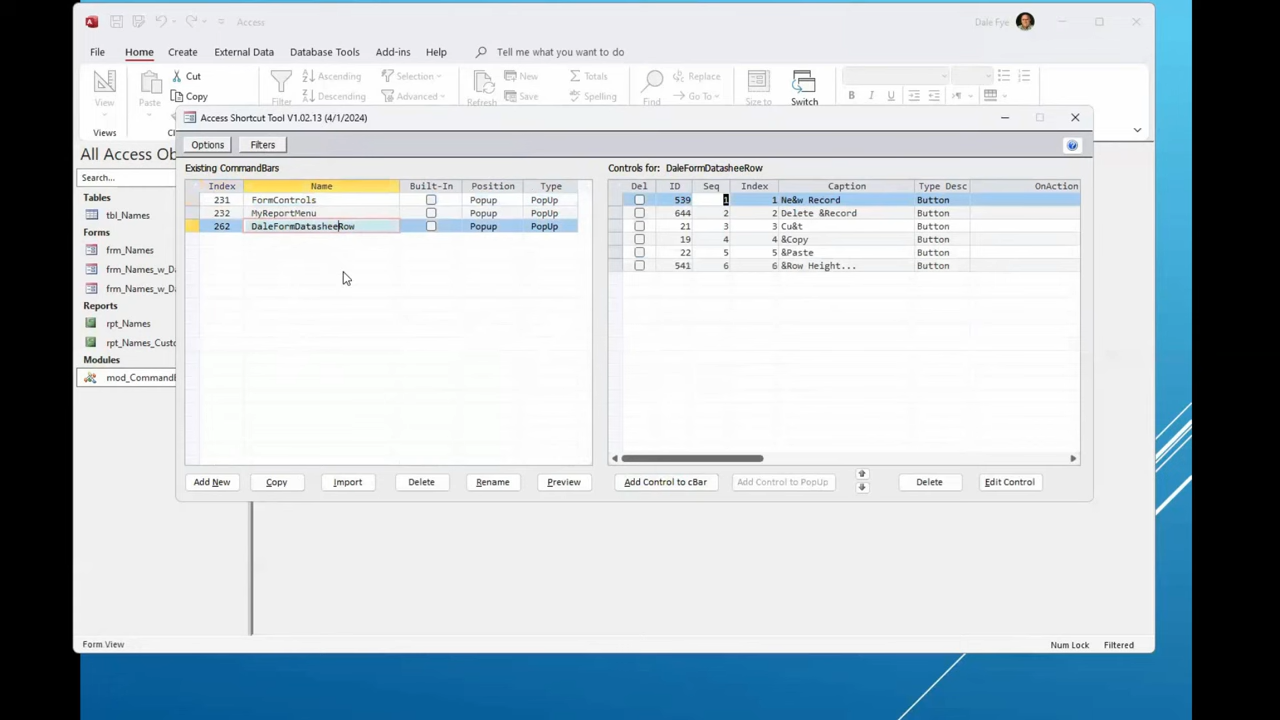 Access
Dale Fye
File Home Create External Data Database Tools Add-ins Help Tell me what you want to do
View Paste Cut Copy Filter Ascending Descending Selection Advanced Refresh New Save Totals Spelling Find Replace Go To Size to Switch B I U
Views
Access Shortcut Tool V1.02.13 (4/1/2024)
Options Filters
All Access Ob
Search...
Tables
tbl_Names
Forms
frm_Names
frm_Names_w_Da
frm_Names_w_D
Reports
rpt_Names
rpt_Names_Custo
Modules
mod_CommandB
Existing CommandBars
Index Name Built-In Position Type
231 FormControls Popup PopUp
232 MyReportMenu Popup PopUp
262 DaleFormDatasheeRow Popup PopUp
Controls for: DaleFormDatasheeRow
Del ID Seq Index Caption Type Desc OnAction
539 1 1 Ne&w Record Button
644 2 2 Delete &Record Button
21 3 3 Cu&t Button
19 4 4 &Copy Button
22 5 5 &Paste Button
541 6 6 &Row Height... Button
Add New Copy Import Delete Rename Preview
Add Control to cBar Add Control to PopUp Delete Edit Control
Form View
Num Lock Filtered